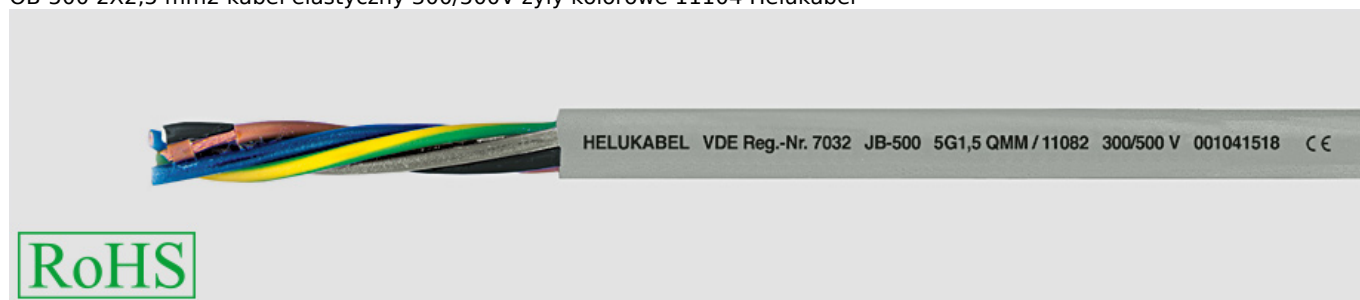 OB-500 2X2,5 mm2 kabel elastyczny 300/500V żyły kolorowe 11104 Helukabel
HELUKABEL VDE Reg.-Nr. 7032 JB-500 5G1,5 QMM / 11082 300/500 V 001041518 CE
RoHS